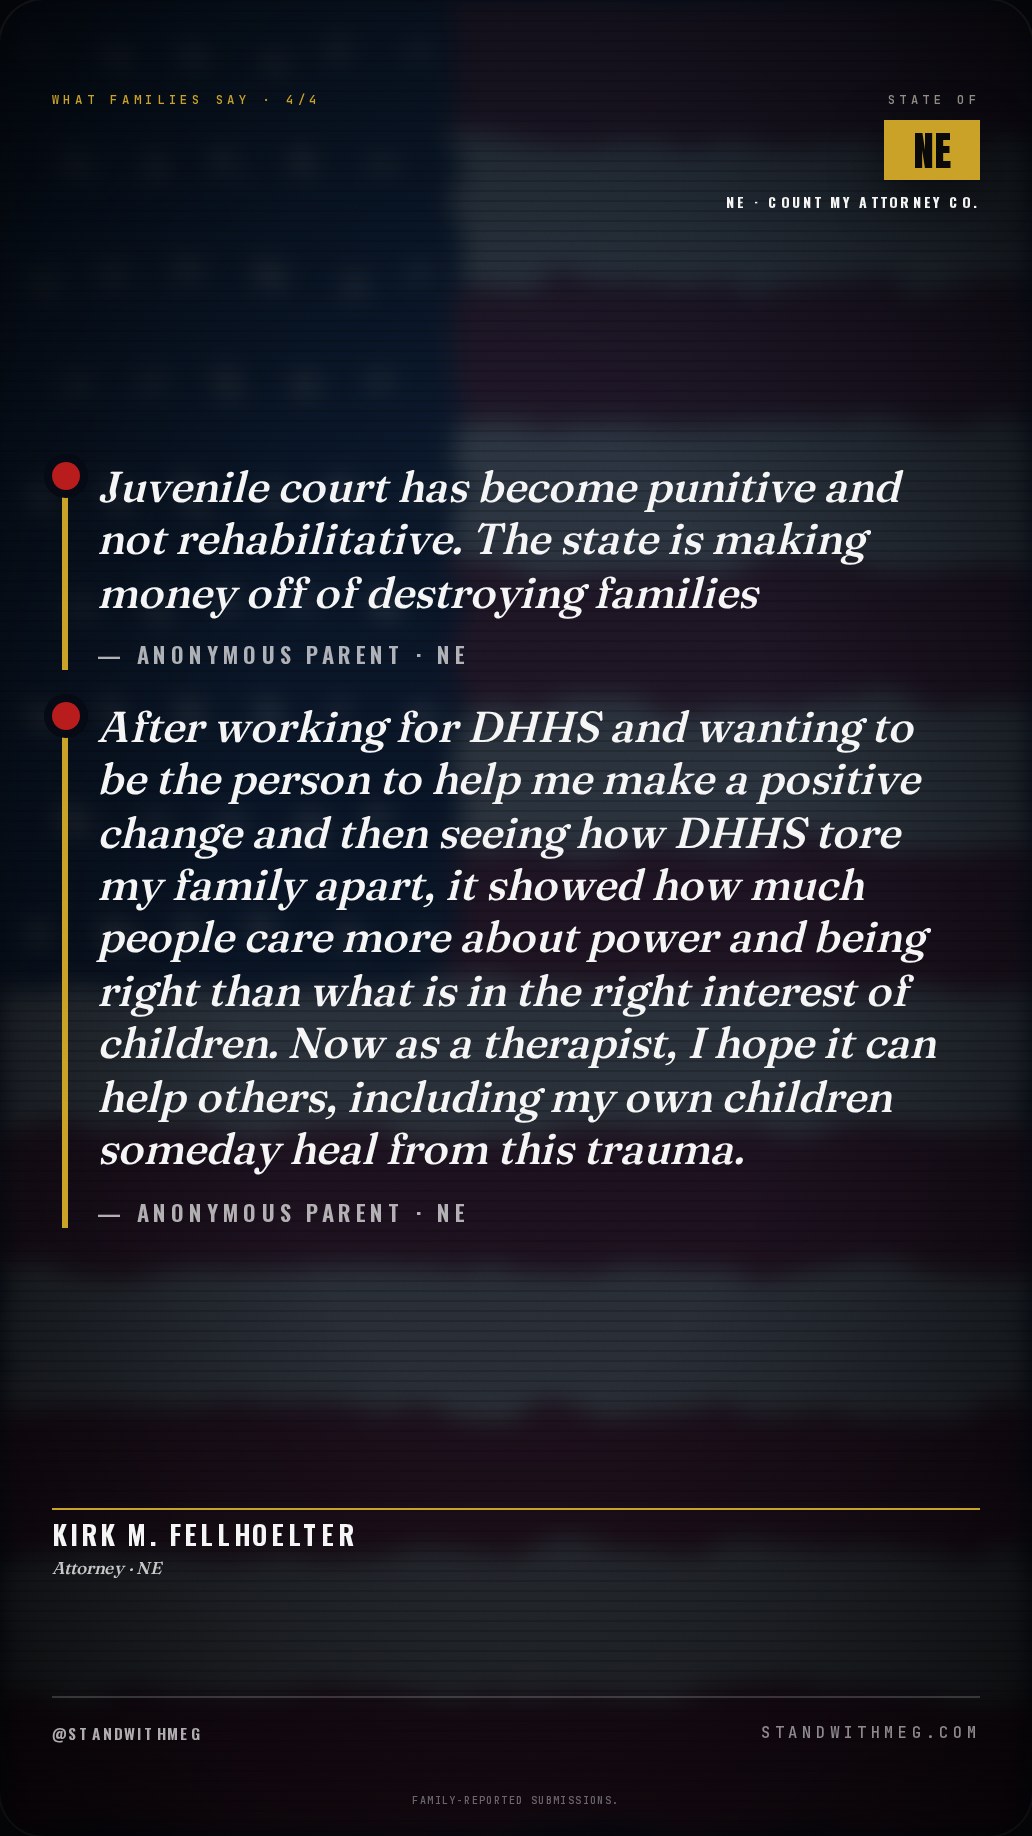 WHAT FAMILIES SAY · 4/4
STATE OF
NE
NE · COUNT MY ATTORNEY CO.
Juvenile court has become punitive and
not rehabilitative. The state is making
money off of destroying families
— ANONYMOUS PARENT · NE
After working for DHHS and wanting to
be the person to help me make a positive
change and then seeing how DHHS tore
my family apart, it showed how much
people care more about power and being
right than what is in the right interest of
children. Now as a therapist, I hope it can
help others, including my own children
someday heal from this trauma.
— ANONYMOUS PARENT · NE
KIRK M. FELLHOELTER
Attorney · NE
@STANDWITHMEG
STANDWITHMEG.COM
FAMILY-REPORTED SUBMISSIONS.